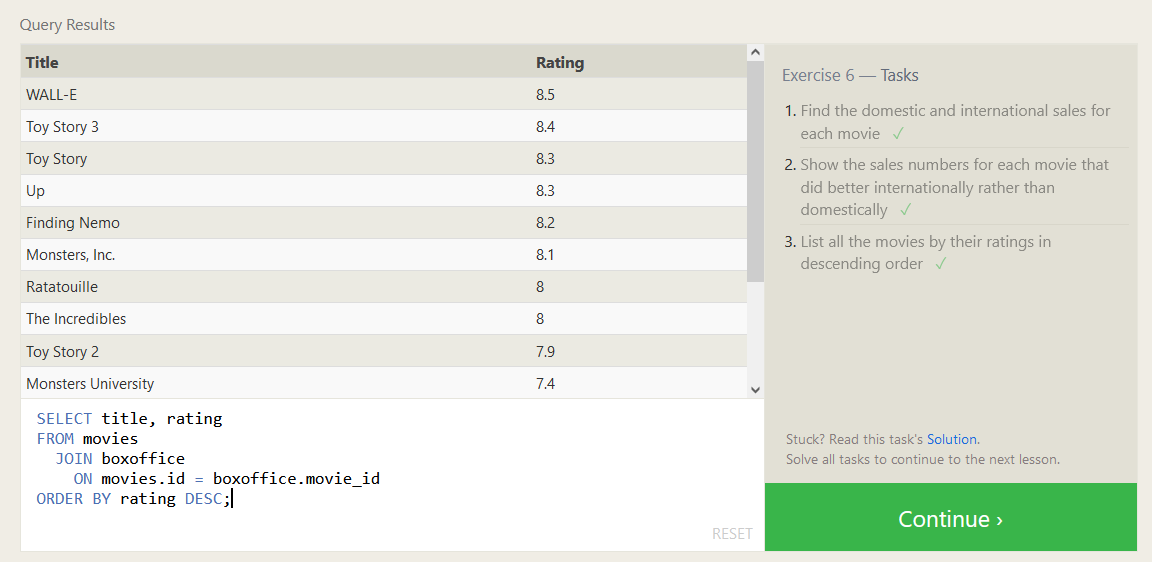 Query Results
Title Rating
WALL-E 8.5
Toy Story 3 8.4
Toy Story 8.3
Up 8.3
Finding Nemo 8.2
Monsters, Inc. 8.1
Ratatouille 8
The Incredibles 8
Toy Story 2 7.9
Monsters University 7.4
SELECT title, rating
FROM movies
  JOIN boxoffice
    ON movies.id = boxoffice.movie_id
ORDER BY rating DESC;
RESET
Exercise 6 — Tasks
1. Find the domestic and international sales for
each movie ✓
2. Show the sales numbers for each movie that
did better internationally rather than
domestically ✓
3. List all the movies by their ratings in
descending order ✓
Stuck? Read this task's Solution.
Solve all tasks to continue to the next lesson.
Continue ›